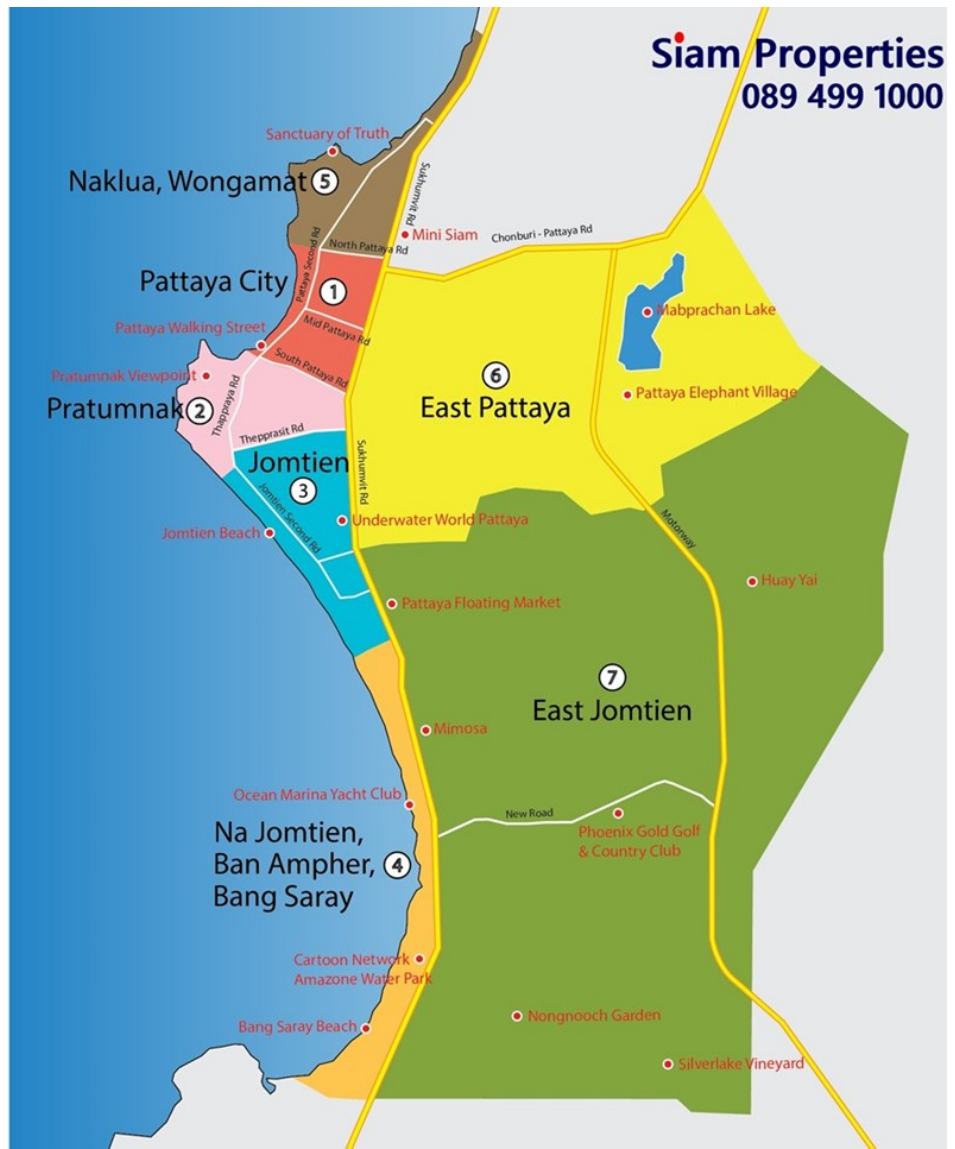 Siam Properties
089 499 1000
Sanctuary of Truth
Naklua, Wongamat 5
Sukhumvit Rd
Mini Siam
Chonburi - Pattaya Rd
North Pattaya Rd
Pattaya Second Rd
Pattaya City
1
Mabprachan Lake
Mid Pattaya Rd
Pattaya Walking Street
South Pattaya Rd
Pratumnak Viewpoint
6
East Pattaya
Pattaya Elephant Village
Pratumnak 2
Thappraya Rd
Thepprasit Rd
Jomtien
3
Sukhumvit Rd
Jomtien Second Rd
Underwater World Pattaya
Jomtien Beach
Motorway
Huay Yai
Pattaya Floating Market
7
East Jomtien
Mimosa
Ocean Marina Yacht Club
New Road
Phoenix Gold Golf
& Country Club
Na Jomtien,
Ban Ampher, 4
Bang Saray
Cartoon Network
Amazone Water Park
Nongnooch Garden
Bang Saray Beach
Silverlake Vineyard